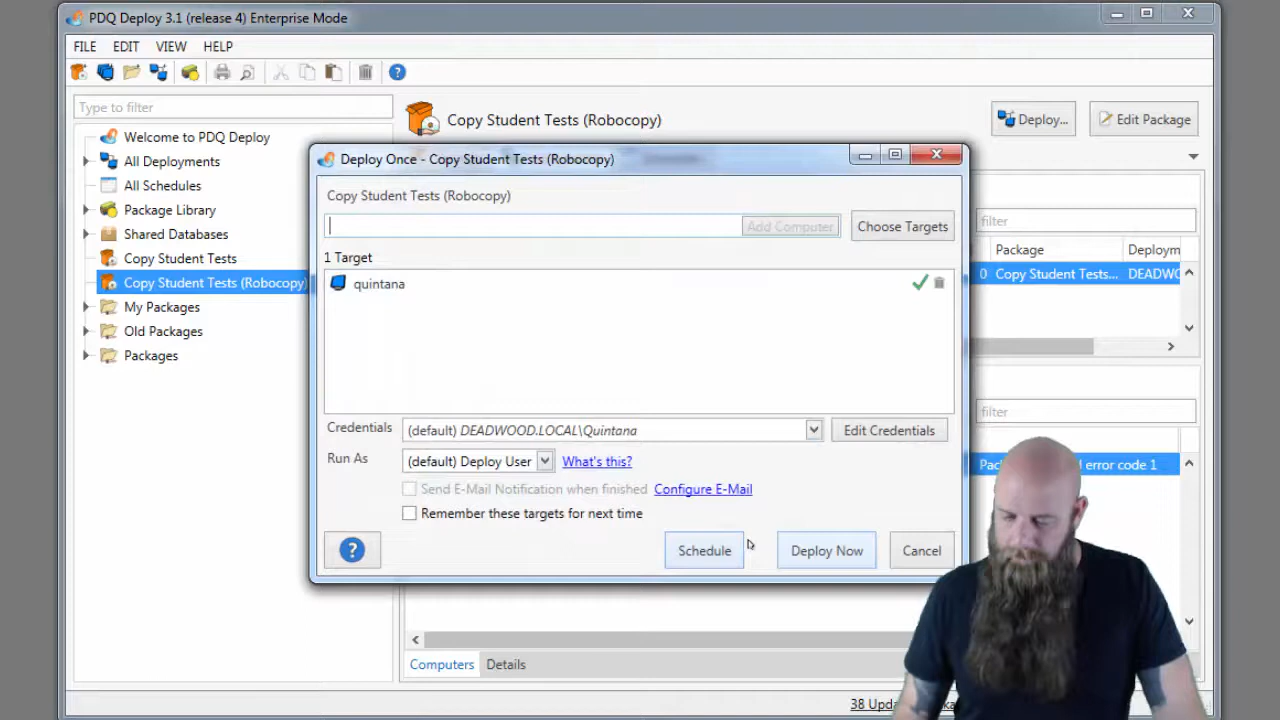 PDQ Deploy 3.1 (release 4) Enterprise Mode
FILE EDIT VIEW HELP
Type to filter
Welcome to PDQ Deploy
All Deployments
All Schedules
Package Library
Shared Databases
Copy Student Tests
Copy Student Tests (Robocopy)
My Packages
Old Packages
Packages
Copy Student Tests (Robocopy)
Deploy...
Edit Package
filter
Package Deploym
0 Copy Student Tests... DEADWO
filter
error code 1
Deploy Once - Copy Student Tests (Robocopy)
Copy Student Tests (Robocopy)
Add Computer
Choose Targets
1 Target
quintana
Credentials (default) DEADWOOD.LOCAL\Quintana Edit Credentials
Run As (default) Deploy User What's this?
Send E-Mail Notification when finished Configure E-Mail
Remember these targets for next time
? Schedule Deploy Now Cancel
Computers Details
38